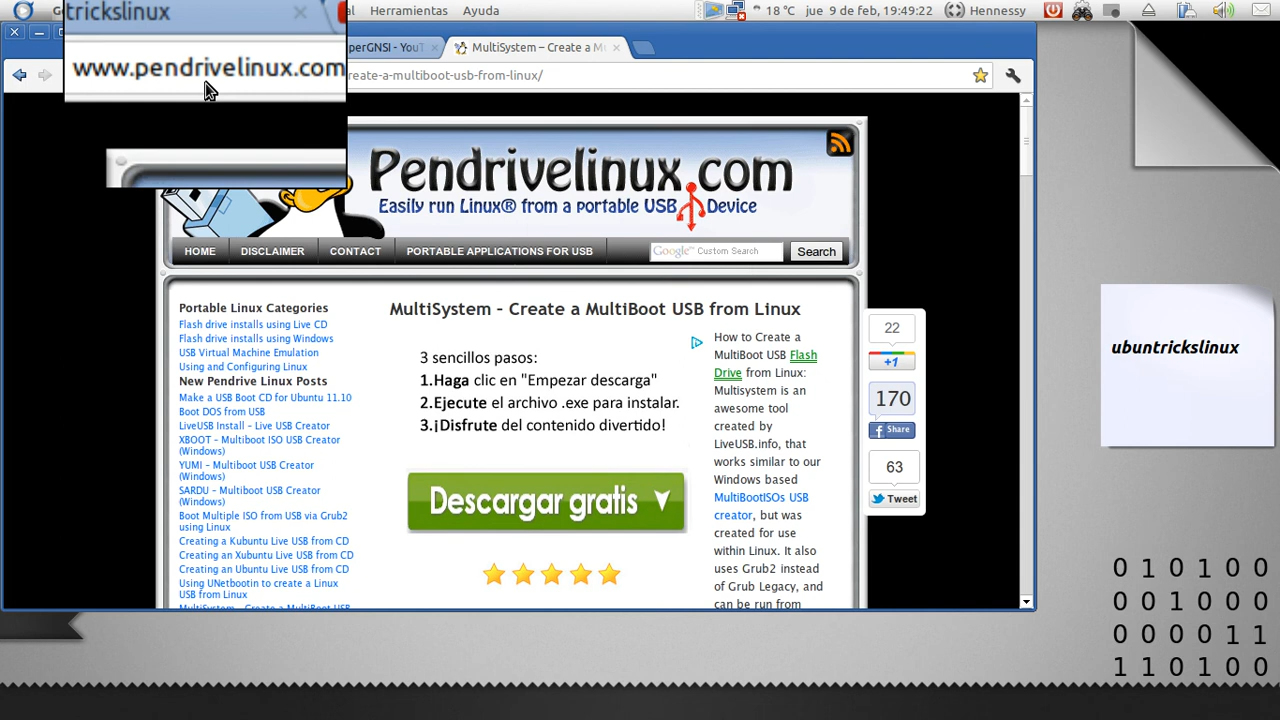 Herramientas Ayuda
18 °C jue 9 de feb, 19:49:22 Hennessy
trickslinux
perGNSI - YouT
MultiSystem – Create a Mu
www.pendrivelinux.com
reate-a-multiboot-usb-from-linux/
Pendrivelinux.com
Easily run Linux® from a portable USB Device
HOME DISCLAIMER CONTACT PORTABLE APPLICATIONS FOR USB
Google™ Custom Search Search
Portable Linux Categories
Flash drive installs using Live CD
Flash drive installs using Windows
USB Virtual Machine Emulation
Using and Configuring Linux
New Pendrive Linux Posts
Make a USB Boot CD for Ubuntu 11.10
Boot DOS from USB
LiveUSB Install – Live USB Creator
XBOOT – Multiboot ISO USB Creator
(Windows)
YUMI – Multiboot USB Creator
(Windows)
SARDU – Multiboot USB Creator
(Windows)
Boot Multiple ISO from USB via Grub2
using Linux
Creating a Kubuntu Live USB from CD
Creating an Xubuntu Live USB from CD
Creating an Ubuntu Live USB from CD
Using UNetbootin to create a Linux
USB from Linux
MultiSystem – Create a MultiBoot USB
MultiSystem – Create a MultiBoot USB from Linux
3 sencillos pasos:
1.Haga clic en "Empezar descarga"
2.Ejecute el archivo .exe para instalar.
3.¡Disfrute del contenido divertido!
Descargar gratis
How to Create a
MultiBoot USB Flash
Drive from Linux:
Multisystem is an
awesome tool
created by
LiveUSB.info, that
works similar to our
Windows based
MultiBootISOs USB
creator, but was
created for use
within Linux. It also
uses Grub2 instead
of Grub Legacy, and
can be run from
22
+1
170
Share
63
Tweet
ubuntrickslinux
0 1 0 1 0 0
0 0 1 0 0 0
0 0 0 0 1 1
1 1 0 1 0 0